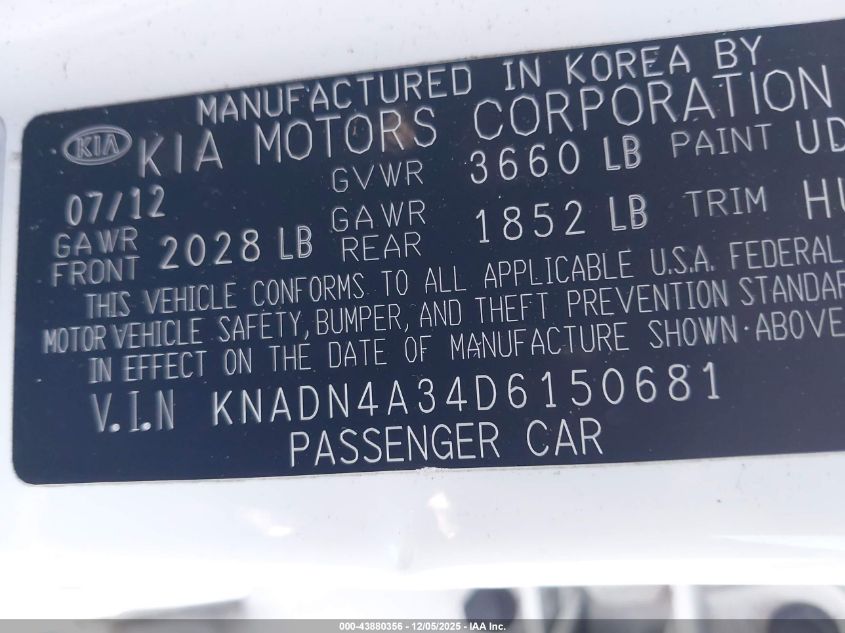 MANUFACTURED IN KOREA BY
KIA KIA MOTORS CORPORATION
07/12 GVWR 3660 LB PAINT UD
GAWR FRONT 2028 LB GAWR REAR 1852 LB TRIM HU
THIS VEHICLE CONFORMS TO ALL APPLICABLE U.S.A. FEDERAL
MOTOR VEHICLE SAFETY, BUMPER, AND THEFT PREVENTION STANDAR
IN EFFECT ON THE DATE OF MANUFACTURE SHOWN ABOVE
V.I.N KNADN4A34D6150681
PASSENGER CAR
000-43880356 - 12/05/2025 - IAA Inc.